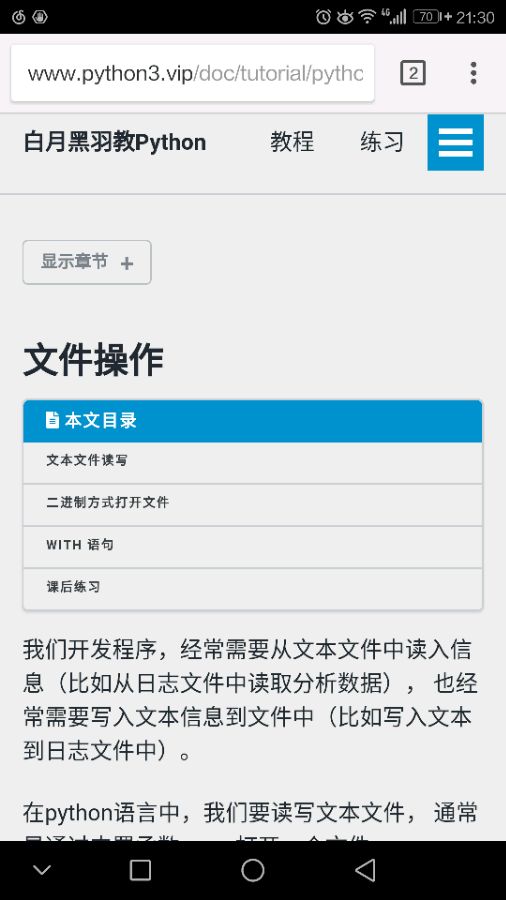 4G 70 21:30
www.python3.vip/doc/tutorial/pytho
2
白月黑羽教Python 教程 练习
显示章节 +
文件操作
本文目录
文本文件读写
二进制方式打开文件
WITH 语句
课后练习
我们开发程序，经常需要从文本文件中读入信
息（比如从日志文件中读取分析数据）， 也经
常需要写入文本信息到文件中（比如写入文本
到日志文件中）。
在python语言中，我们要读写文本文件， 通常